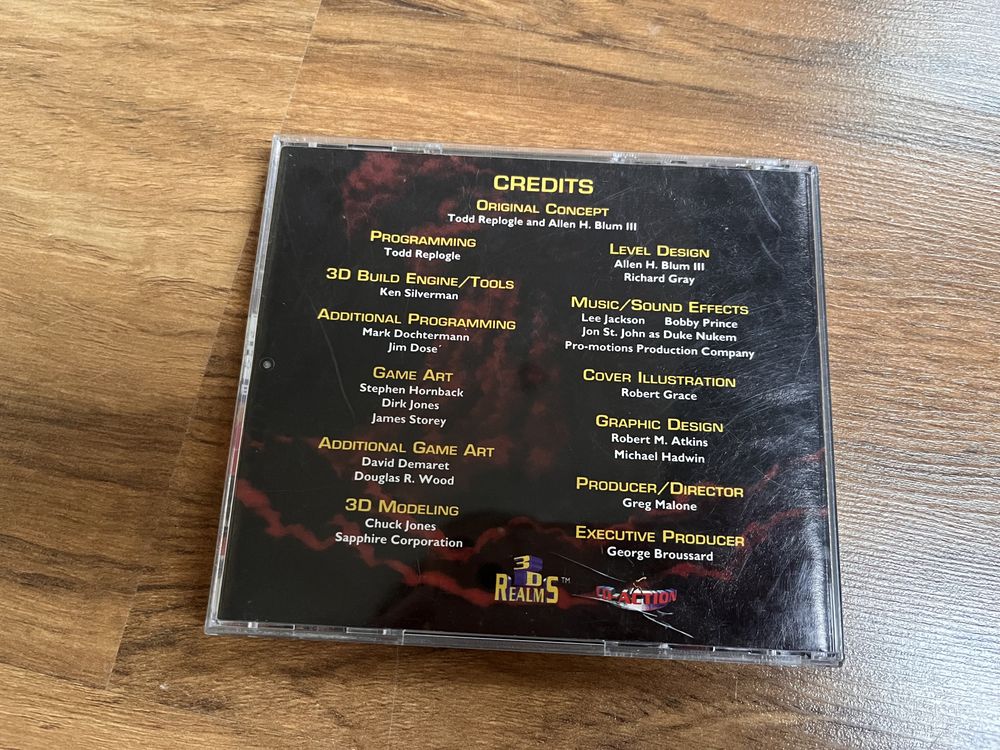 CREDITS
ORIGINAL CONCEPT
Todd Replogle and Allen H. Blum III
PROGRAMMING
Todd Replogle
3D BUILD ENGINE/TOOLS
Ken Silverman
ADDITIONAL PROGRAMMING
Mark Dochtermann
Jim Dose´
GAME ART
Stephen Hornback
Dirk Jones
James Storey
ADDITIONAL GAME ART
David Demaret
Douglas R. Wood
3D MODELING
Chuck Jones
Sapphire Corporation
LEVEL DESIGN
Allen H. Blum III
Richard Gray
MUSIC/SOUND EFFECTS
Lee Jackson Bobby Prince
Jon St. John as Duke Nukem
Pro-motions Production Company
COVER ILLUSTRATION
Robert Grace
GRAPHIC DESIGN
Robert M. Atkins
Michael Hadwin
PRODUCER/DIRECTOR
Greg Malone
EXECUTIVE PRODUCER
George Broussard
3D
REALMS™
CD-ACTION